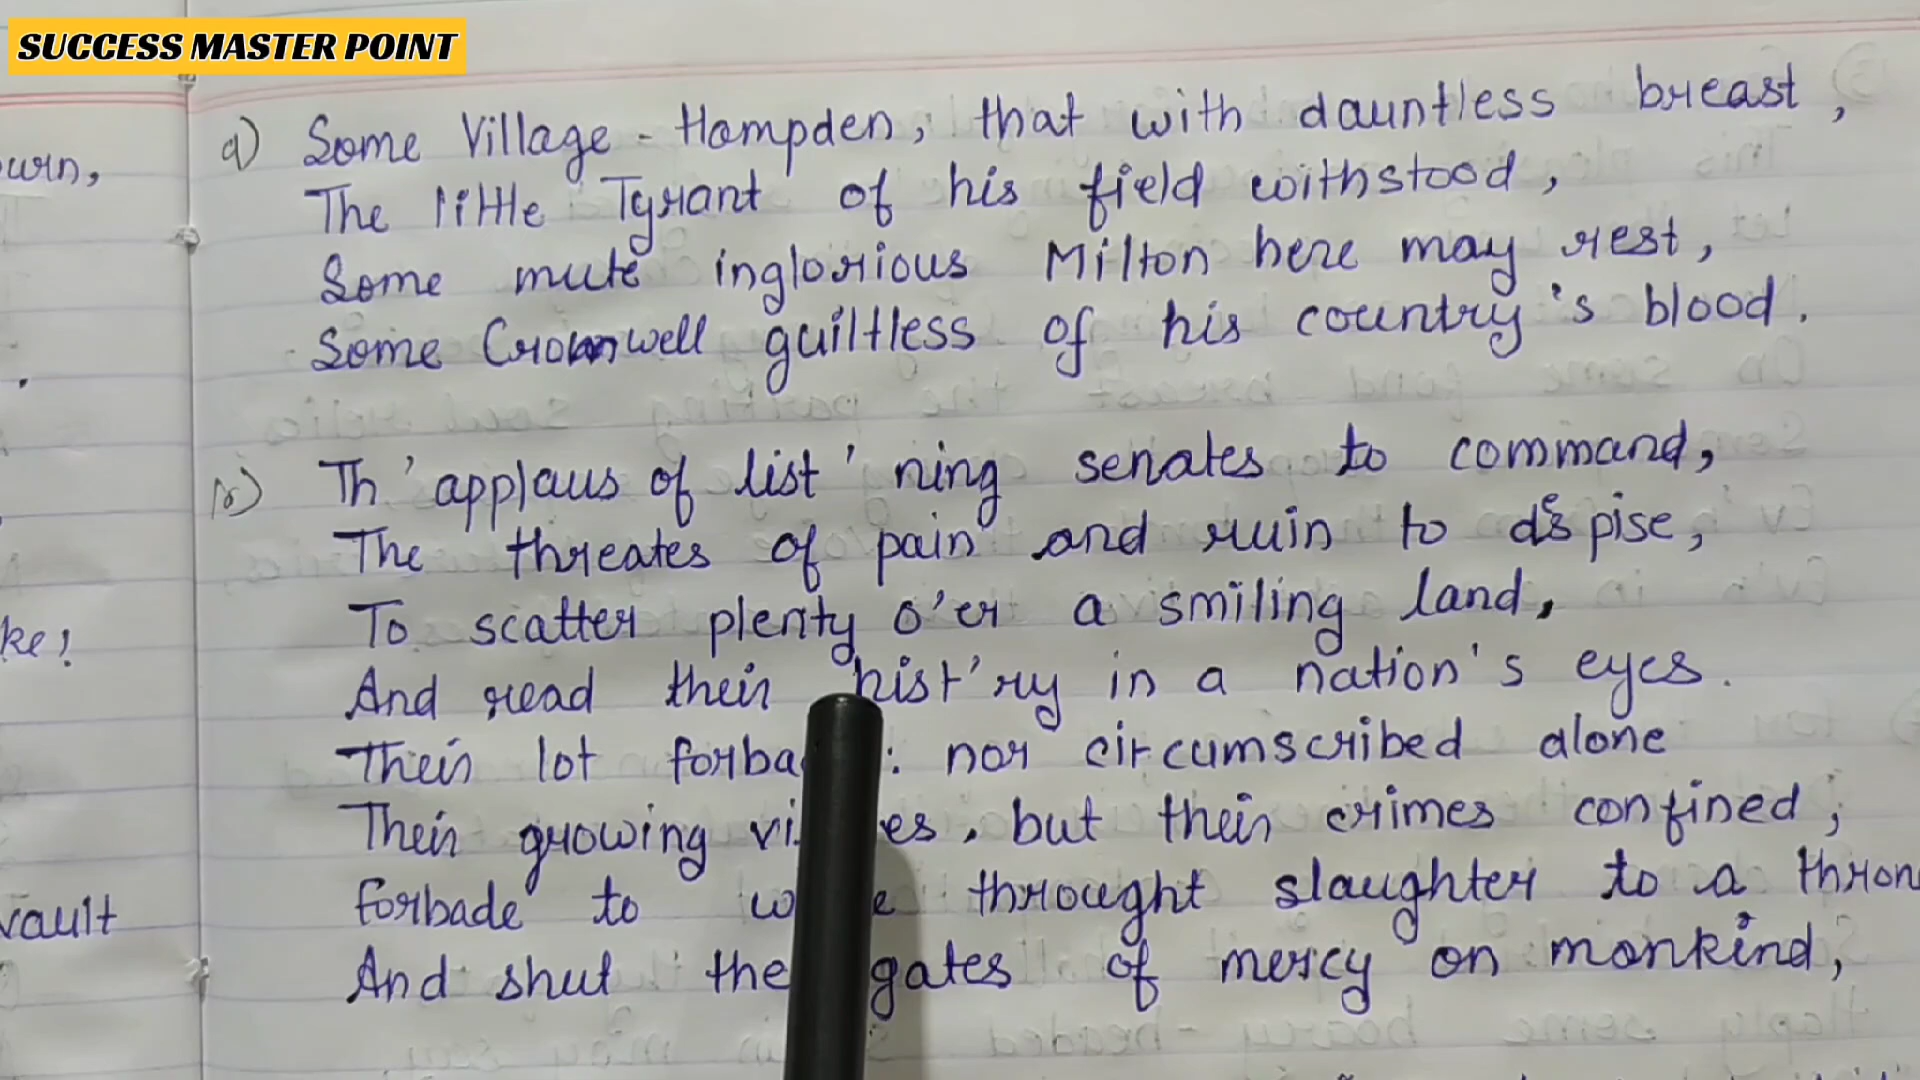 SUCCESS MASTER POINT
urn,
ke!
vault
a) Some Village - Hampden, that with dauntless breast,
The little Tyrant of his field withstood,
Some mute inglorious Milton here may rest,
Some Cromwell guiltless of his country's blood.
Th' applaus of list'ning senates to command,
The threates of pain and ruin to despise,
To scatter plenty o'er a smiling land,
And read their hist'ry in a nation's eyes.
Their lot forba : nor circumscribed alone
Their growing vi es, but their crimes confined;
forbade to w e throught slaughter to a thron
And shut the gates of mercy on mankind,